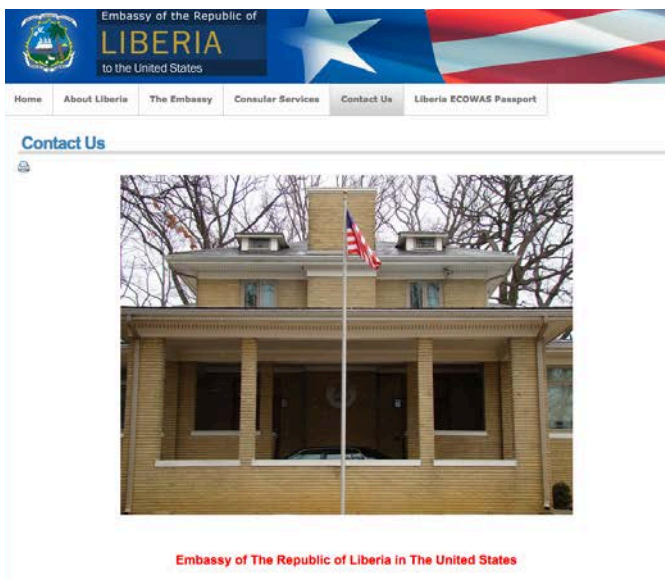 Embassy of the Republic of
LIBERIA
to the United States
Home About Liberia The Embassy Consular Services Contact Us Liberia ECOWAS Passport
Contact Us
Embassy of The Republic of Liberia in The United States